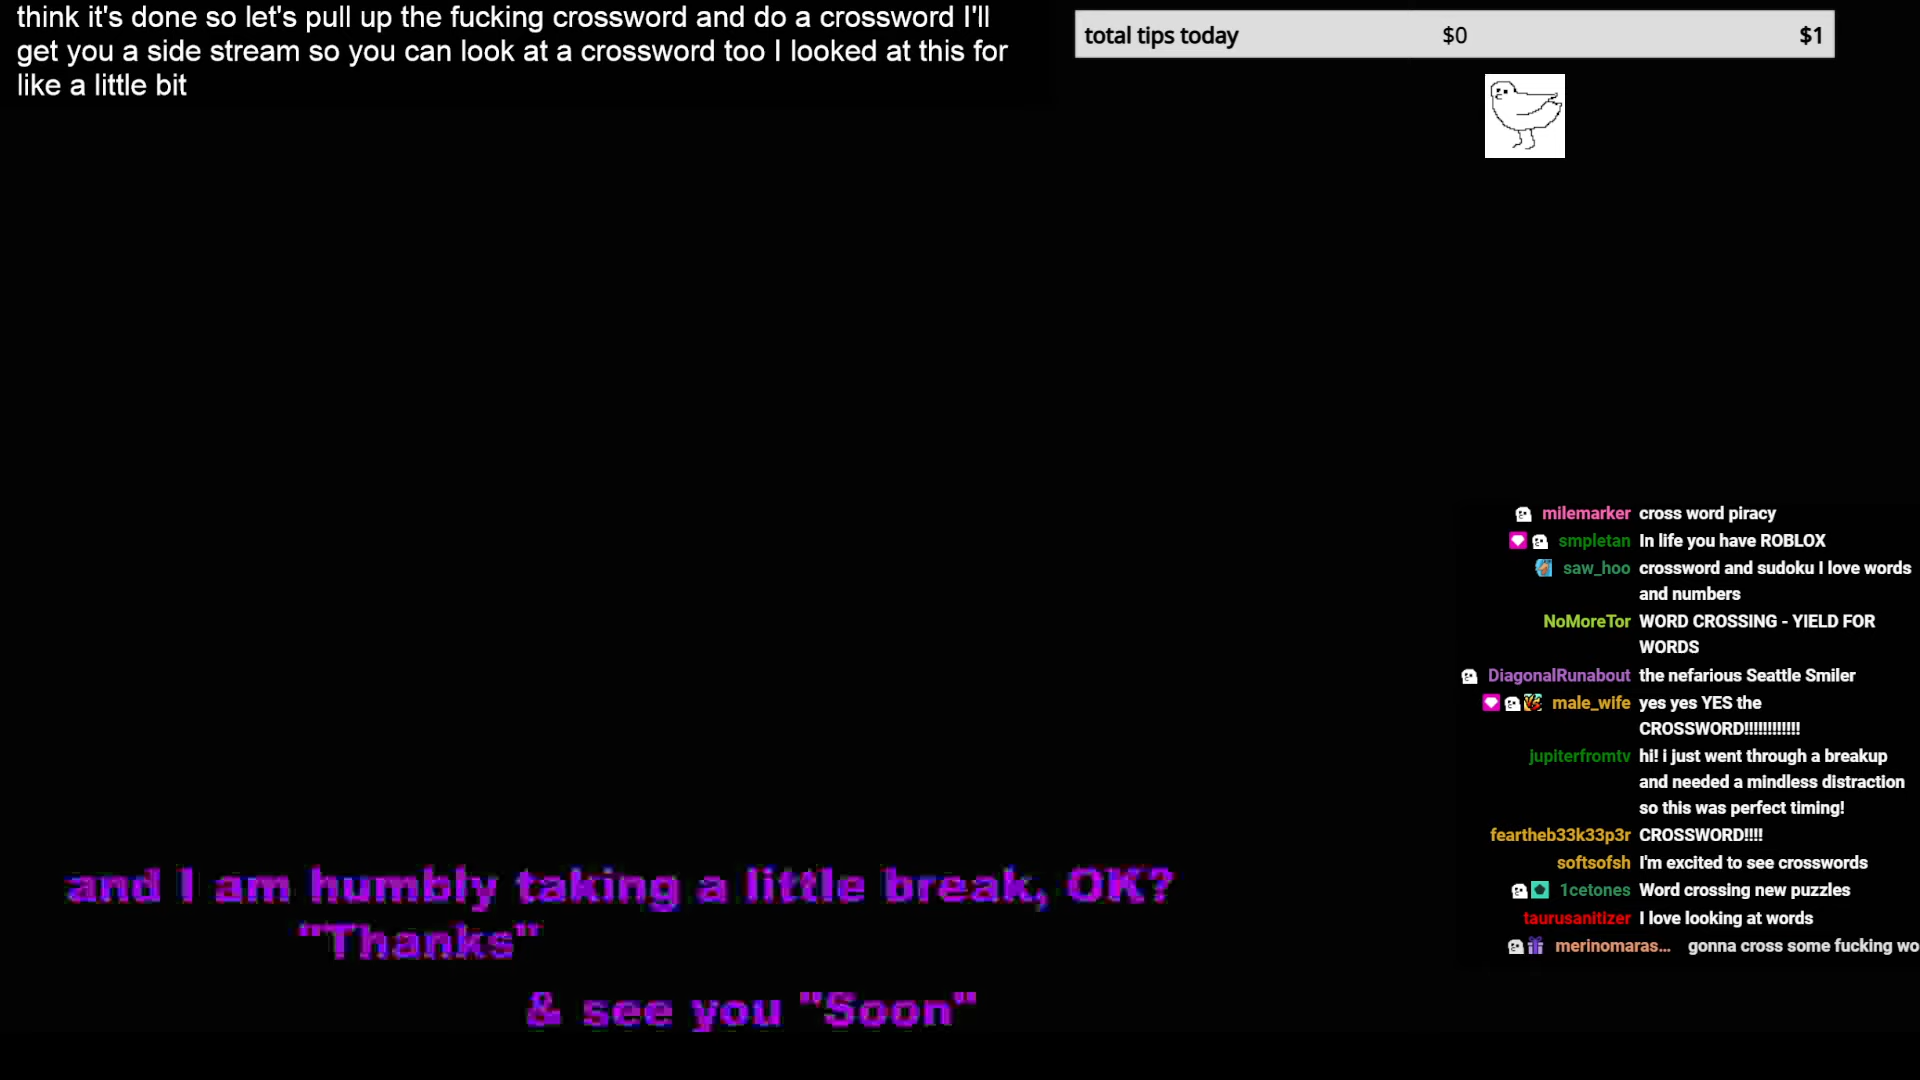 think it's done so let's pull up the fucking crossword and do a crossword I'll
get you a side stream so you can look at a crossword too I looked at this for
like a little bit
total tips today $0 $1
milemarker cross word piracy
smpletan In life you have ROBLOX
saw_hoo crossword and sudoku I love words
and numbers
NoMoreTor WORD CROSSING - YIELD FOR
WORDS
DiagonalRunabout the nefarious Seattle Smiler
male_wife yes yes YES the
CROSSWORD!!!!!!!!!!!!
jupiterfromtv hi! i just went through a breakup
and needed a mindless distraction
so this was perfect timing!
feartheb33k33p3r CROSSWORD!!!!
softsofsh I'm excited to see crosswords
1cetones Word crossing new puzzles
taurusanitizer I love looking at words
merinomaras... gonna cross some fucking wo
and I am humbly taking a little break, OK?
"Thanks"
& see you "Soon"